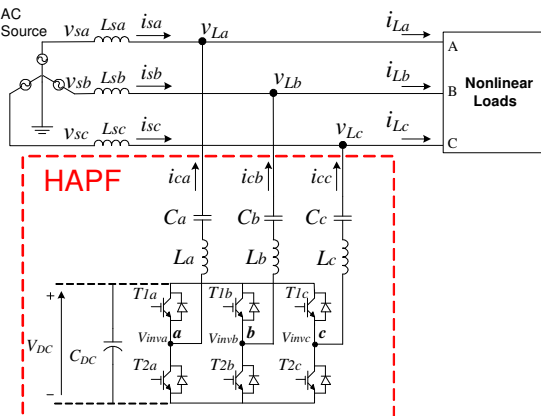 AC
Source
vsa Lsa isa vLa iLa
A
vsb Lsb isb vLb iLb
B
Nonlinear
Loads
vsc Lsc isc vLc iLc
C
HAPF
ica icb icc
Ca Cb Cc
La Lb Lc
T1a T1b T1c
+
Vinva a Vinvb b Vinvc c
VDC CDC
T2a T2b T2c
−